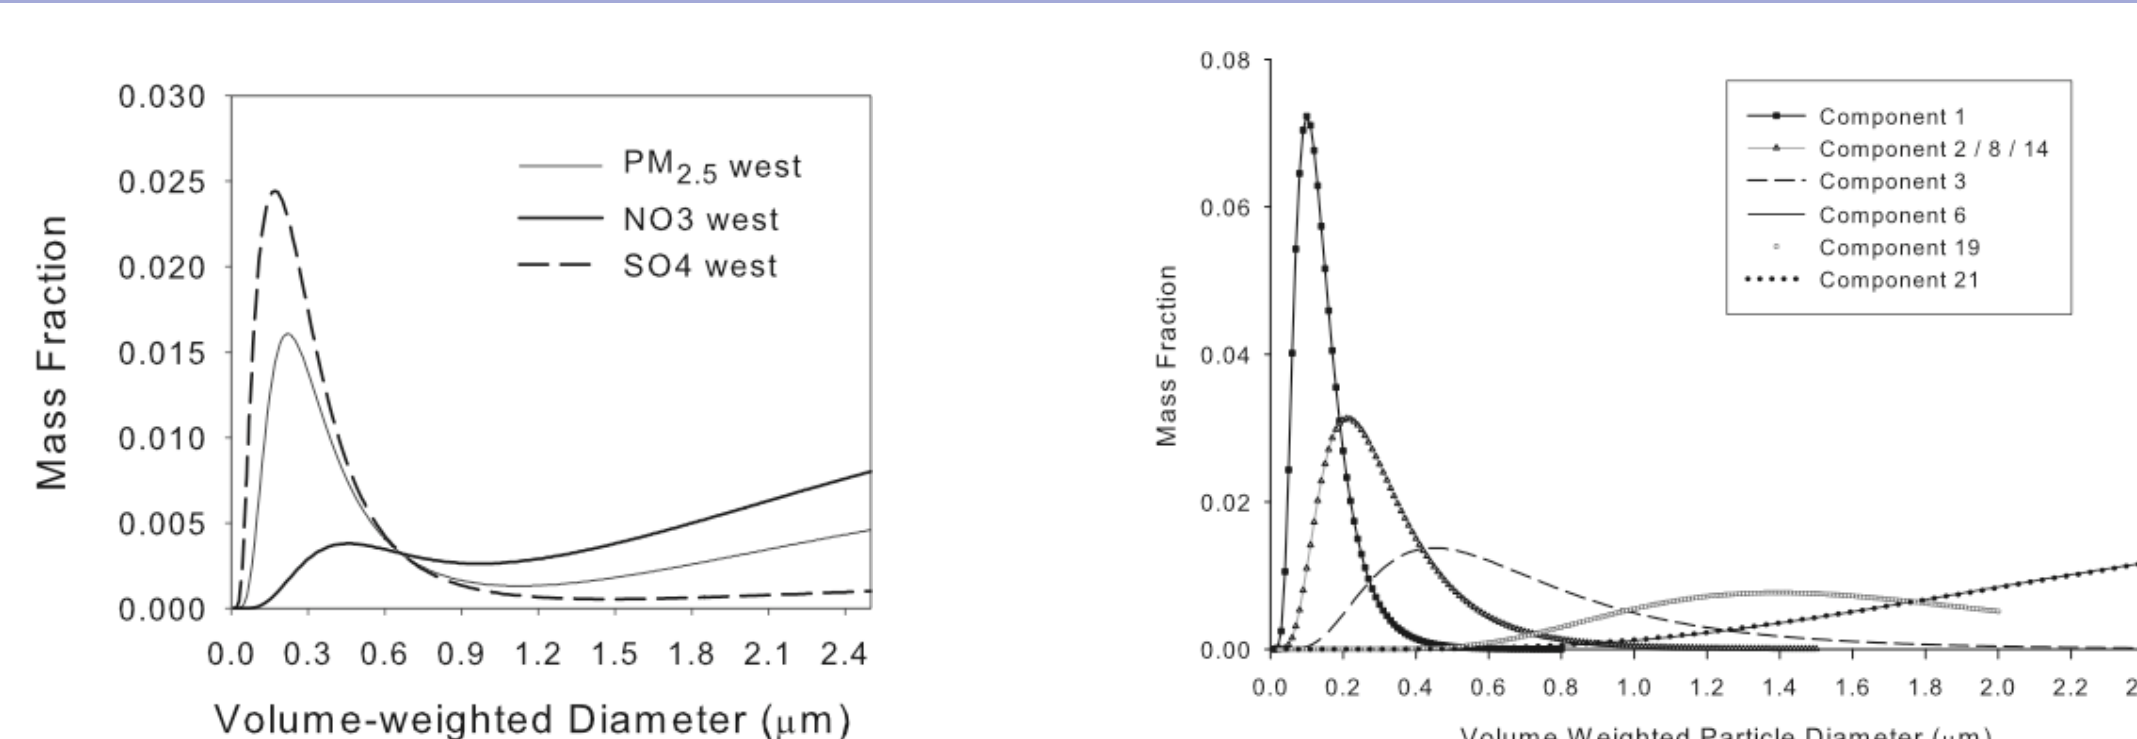 0.030
0.025
0.020
0.015
0.010
0.005
0.000
Mass Fraction
PM2.5 west
NO3 west
SO4 west
0.0 0.3 0.6 0.9 1.2 1.5 1.8 2.1 2.4
Volume-weighted Diameter (μm)
0.08
0.06
0.04
0.02
0.00
Mass Fraction
Component 1
Component 2 / 8 / 14
Component 3
Component 6
Component 19
Component 21
0.0 0.2 0.4 0.6 0.8 1.0 1.2 1.4 1.6 1.8 2.0 2.2
Volume Weighted Particle Diameter (μm)